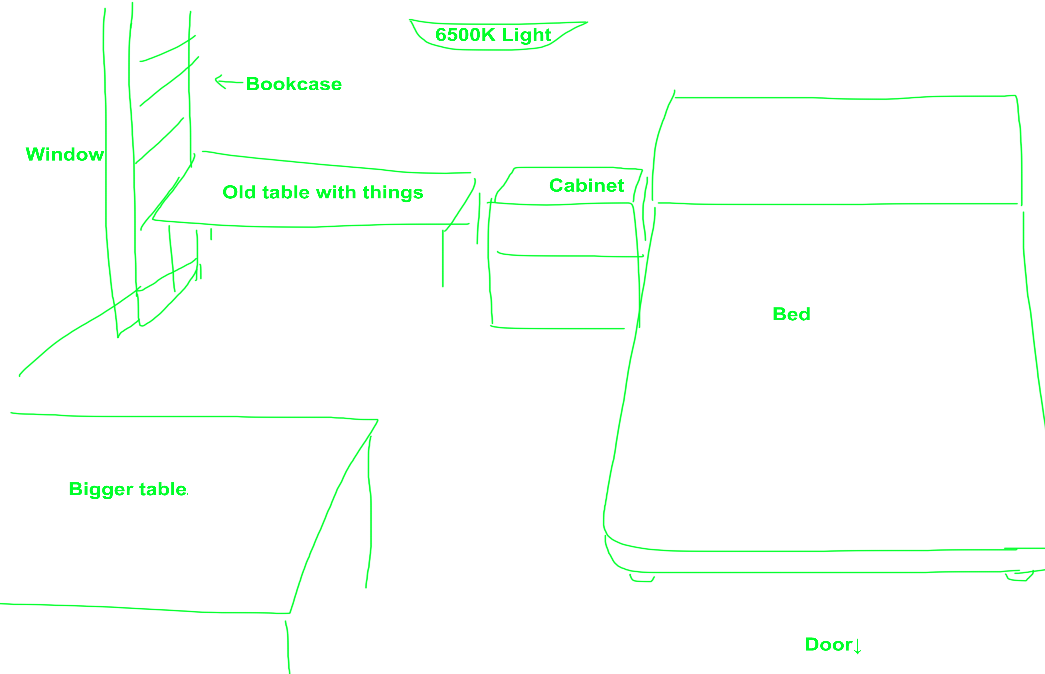 6500K Light
←Bookcase
Window
Old table with things
Cabinet
Bed
Bigger table
Door↓